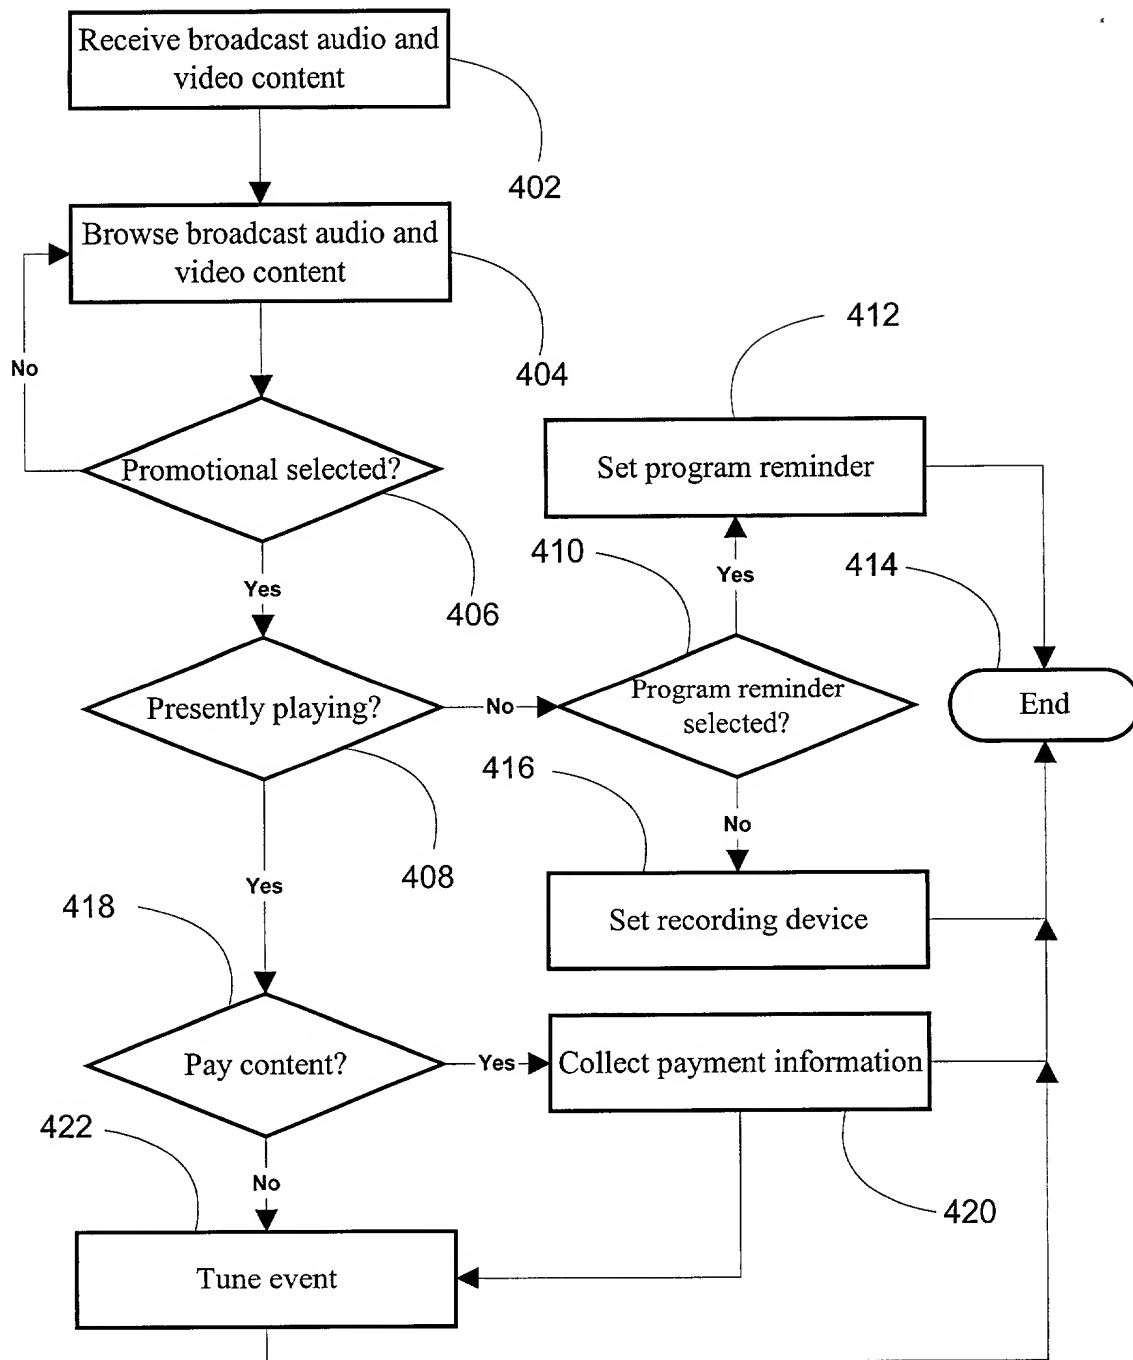 Receive broadcast audio and
video content
402
Browse broadcast audio and
video content
404
No
412
Promotional selected?
Set program reminder
410
414
Yes
Yes
406
Presently playing?
No
Program reminder
selected?
End
416
No
408
Yes
418
Set recording device
Pay content?
Yes
Collect payment information
422
No
420
Tune event